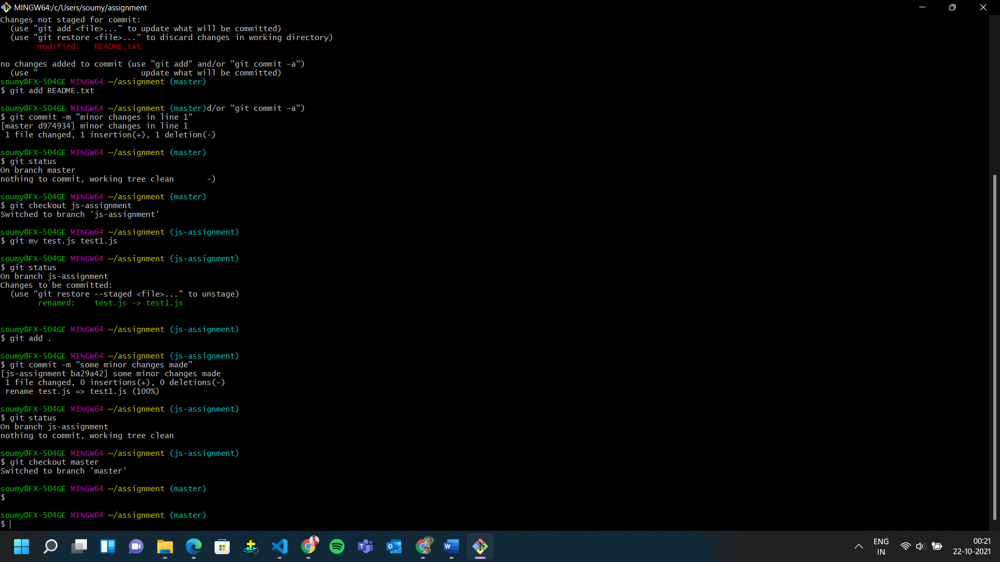 MINGW64:/c/Users/soumy/assignment
Changes not staged for commit:
  (use "git add <file>..." to update what will be committed)
  (use "git restore <file>..." to discard changes in working directory)
        modified:   README.txt

no changes added to commit (use "git add" and/or "git commit -a")
  (use "                      update what will be committed)
soumy@FX-504GE MINGW64 ~/assignment (master)
$ git add README.txt

soumy@FX-504GE MINGW64 ~/assignment (master)d/or "git commit -a")
$ git commit -m "minor changes in line 1"
[master d974934] minor changes in line 1
 1 file changed, 1 insertion(+), 1 deletion(-)

soumy@FX-504GE MINGW64 ~/assignment (master)
$ git status
On branch master
nothing to commit, working tree clean       -)

soumy@FX-504GE MINGW64 ~/assignment (master)
$ git checkout js-assignment
Switched to branch 'js-assignment'

soumy@FX-504GE MINGW64 ~/assignment (js-assignment)
$ git mv test.js test1.js

soumy@FX-504GE MINGW64 ~/assignment (js-assignment)
$ git status
On branch js-assignment
Changes to be committed:
  (use "git restore --staged <file>..." to unstage)
        renamed:    test.js -> test1.js


soumy@FX-504GE MINGW64 ~/assignment (js-assignment)
$ git add .

soumy@FX-504GE MINGW64 ~/assignment (js-assignment)
$ git commit -m "some minor changes made"
[js-assignment ba29a42] some minor changes made
 1 file changed, 0 insertions(+), 0 deletions(-)
 rename test.js => test1.js (100%)

soumy@FX-504GE MINGW64 ~/assignment (js-assignment)
$ git status
On branch js-assignment
nothing to commit, working tree clean

soumy@FX-504GE MINGW64 ~/assignment (js-assignment)
$ git checkout master
Switched to branch 'master'

soumy@FX-504GE MINGW64 ~/assignment (master)
$

soumy@FX-504GE MINGW64 ~/assignment (master)
$
ENG
IN
00:21
22-10-2021